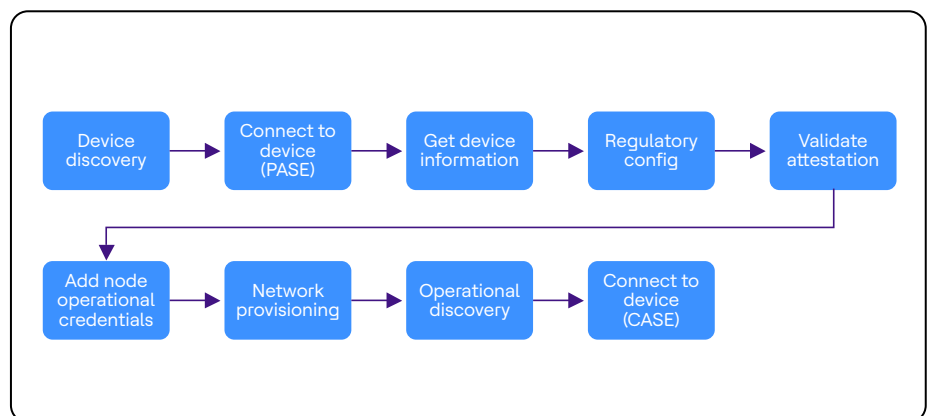 Device
discovery
Connect to
device
(PASE)
Get device
information
Regulatory
config
Validate
attestation
Add node
operational
credentials
Network
provisioning
Operational
discovery
Connect to
device
(CASE)